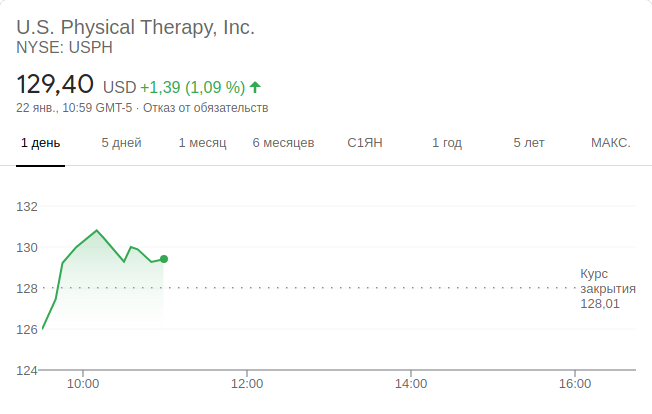 U.S. Physical Therapy, Inc.
NYSE: USPH
129,40 USD +1,39 (1,09 %)
22 янв., 10:59 GMT-5 · Отказ от обязательств
1 день 5 дней 1 месяц 6 месяцев С1ЯН 1 год 5 лет МАКС.
132
130
128
126
124
Курс
закрытия
128,01
10:00 12:00 14:00 16:00